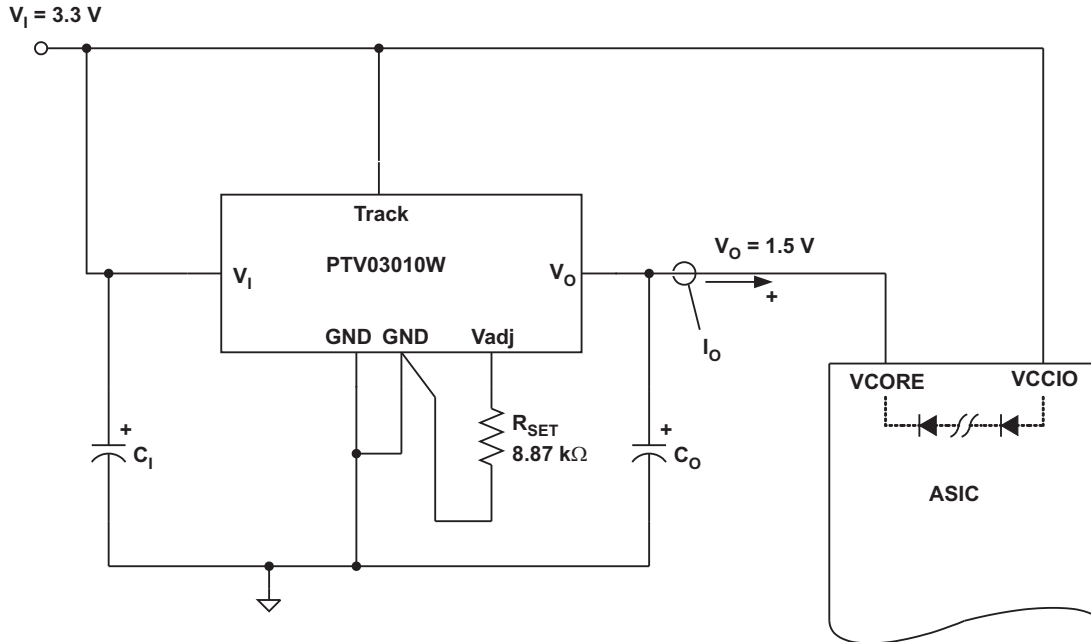 V_I = 3.3 V
Track
PTV03010W
V_I
V_O
GND GND Vadj
V_O = 1.5 V
+
I_O
VCORE VCCIO
+
C_I
R_SET
8.87 kΩ
+
C_O
ASIC